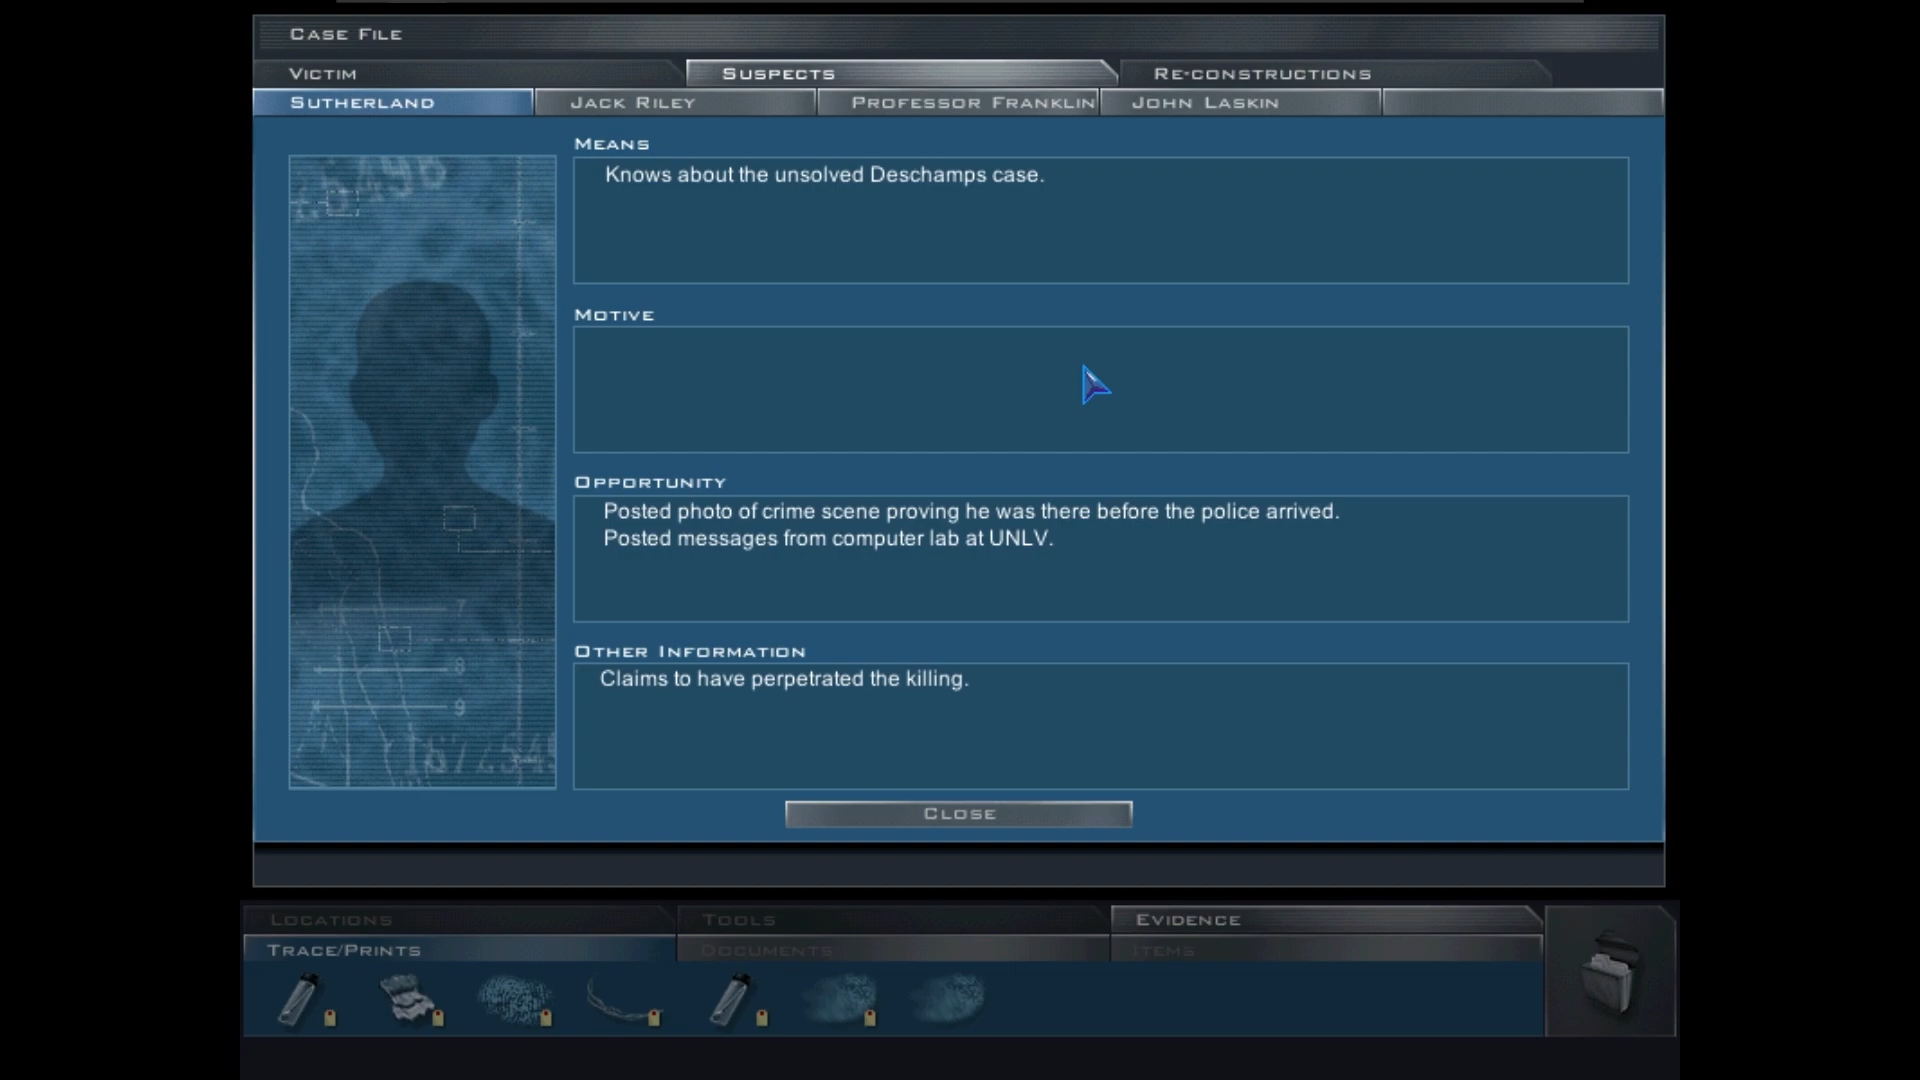 Case File
Victim
Suspects
Re-constructions
Sutherland
Jack Riley
Professor Franklin
John Laskin
Means
Knows about the unsolved Deschamps case.
Motive
Opportunity
Posted photo of crime scene proving he was there before the police arrived.
Posted messages from computer lab at UNLV.
Other Information
Claims to have perpetrated the killing.
7
8
9
Close
Locations
Tools
Evidence
Trace/Prints
Documents
Items